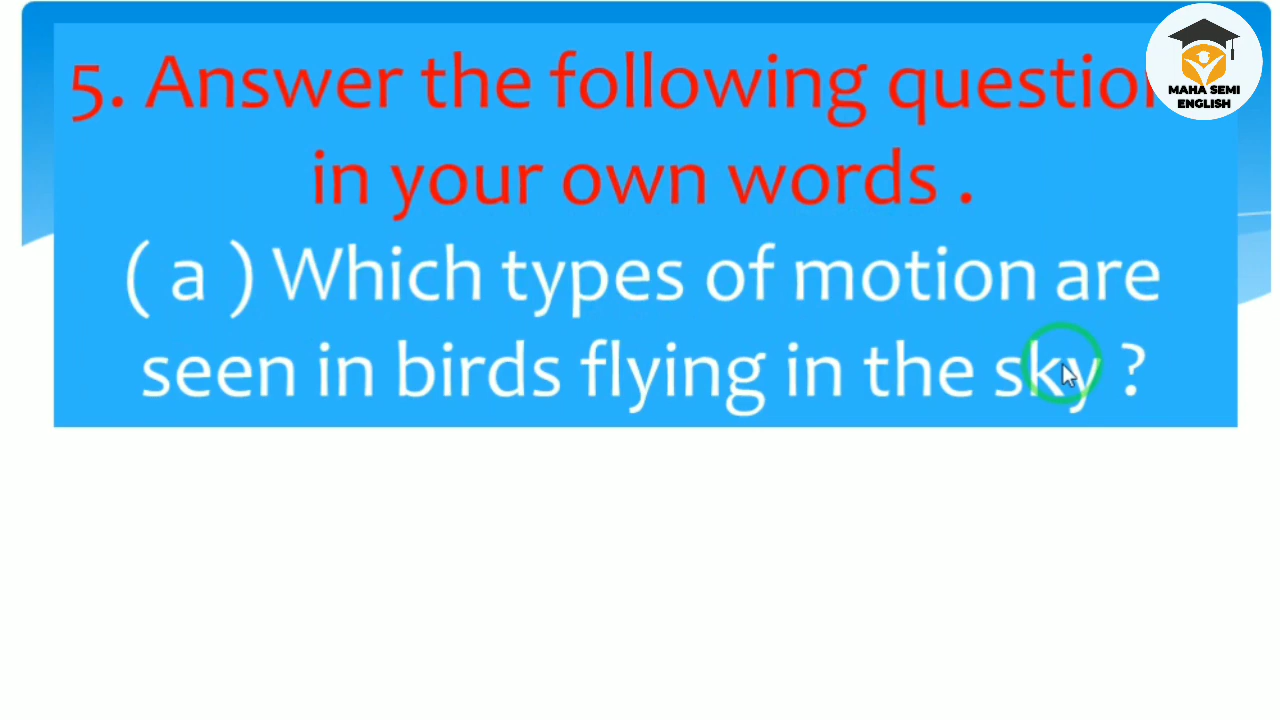 5. Answer the following question
in your own words .
( a ) Which types of motion are
seen in birds flying in the sky ?
MAHA SEMI
ENGLISH